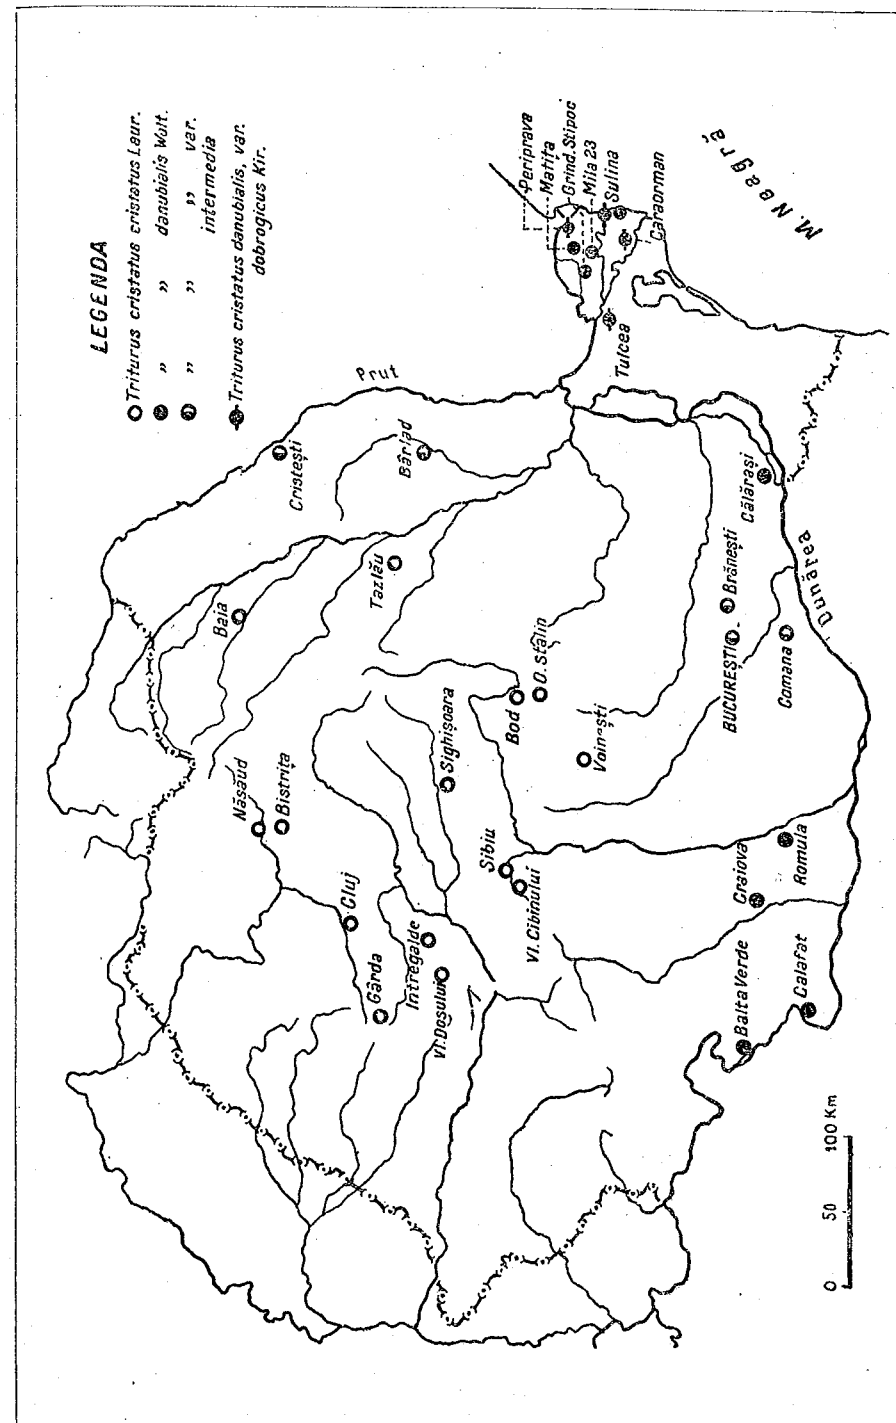 LEGENDA
Triturus cristatus cristatus Laur.
„ „ danubialis Wolt.
„ „ „ var. intermedia
Triturus cristatus danubialis, var.
dobrogicus Kir.
Periprava
Matița
Grind. Stipoc
Mila 23
Sulina
Caraorman
M. Neagră
Tulcea
Prut
Cristești
Bârlad
Baia
Tazlău
Năsăud
Bistrița
Sighișoara
Bod
O. Stalin
Voinești
BUCUREȘTI
Brănești
Călărași
Comana
Dunărea
Cluj
Gârda
Intregalde
Vl. Dosului
Sibiu
Vl. Cibinului
Craiova
Romula
Balta Verde
Calafat
0 50 100 Km